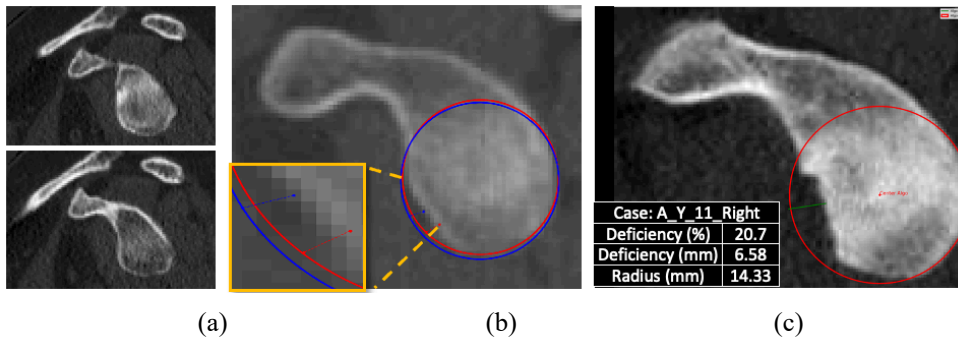 Case: A_Y_11_Right
Deficiency (%) 20.7
Deficiency (mm) 6.58
Radius (mm) 14.33
(a)
(b)
(c)